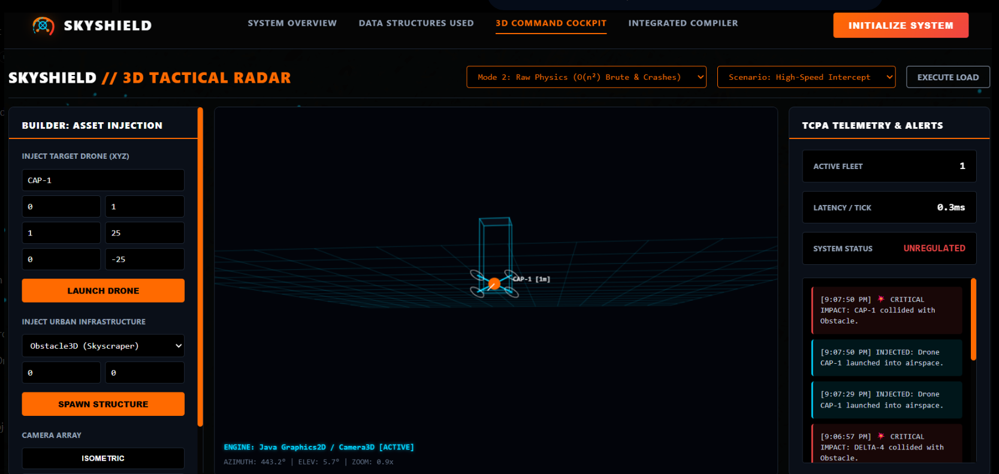 SKYSHIELD
SYSTEM OVERVIEW
DATA STRUCTURES USED
3D COMMAND COCKPIT
INTEGRATED COMPILER
INITIALIZE SYSTEM
SKYSHIELD // 3D TACTICAL RADAR
Mode 2: Raw Physics (O(n²) Brute & Crashes)
Scenario: High-Speed Intercept
EXECUTE LOAD
BUILDER: ASSET INJECTION
INJECT TARGET DRONE (XYZ)
CAP-1
0
1
1
25
0
-25
LAUNCH DRONE
INJECT URBAN INFRASTRUCTURE
Obstacle3D (Skyscraper)
0
0
SPAWN STRUCTURE
CAMERA ARRAY
ISOMETRIC
CAP-1 [1m]
ENGINE: Java Graphics2D / Camera3D [ACTIVE]
AZIMUTH: 443.2° | ELEV: 5.7° | ZOOM: 0.9x
TCPA TELEMETRY & ALERTS
ACTIVE FLEET
1
LATENCY / TICK
0.3ms
SYSTEM STATUS
UNREGULATED
[9:07:50 PM] 💥 CRITICAL
IMPACT: CAP-1 collided with
Obstacle.
[9:07:50 PM] INJECTED: Drone
CAP-1 launched into airspace.
[9:07:29 PM] INJECTED: Drone
CAP-1 launched into airspace.
[9:06:57 PM] 💥 CRITICAL
IMPACT: DELTA-4 collided with
Obstacle.